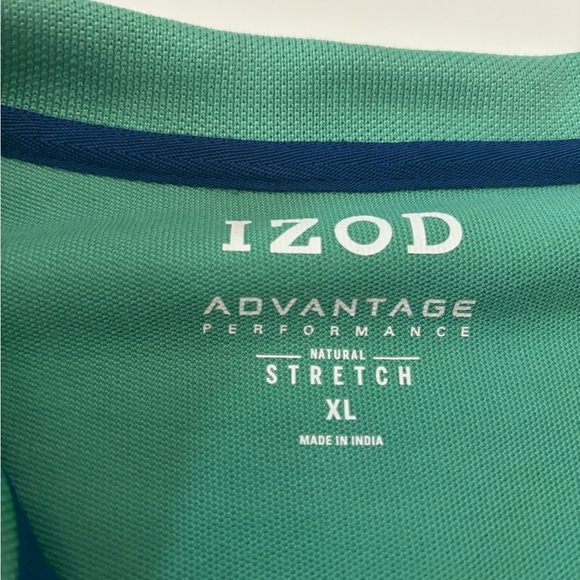 IZOD
ADVANTAGE
PERFORMANCE
NATURAL
STRETCH
XL
MADE IN INDIA